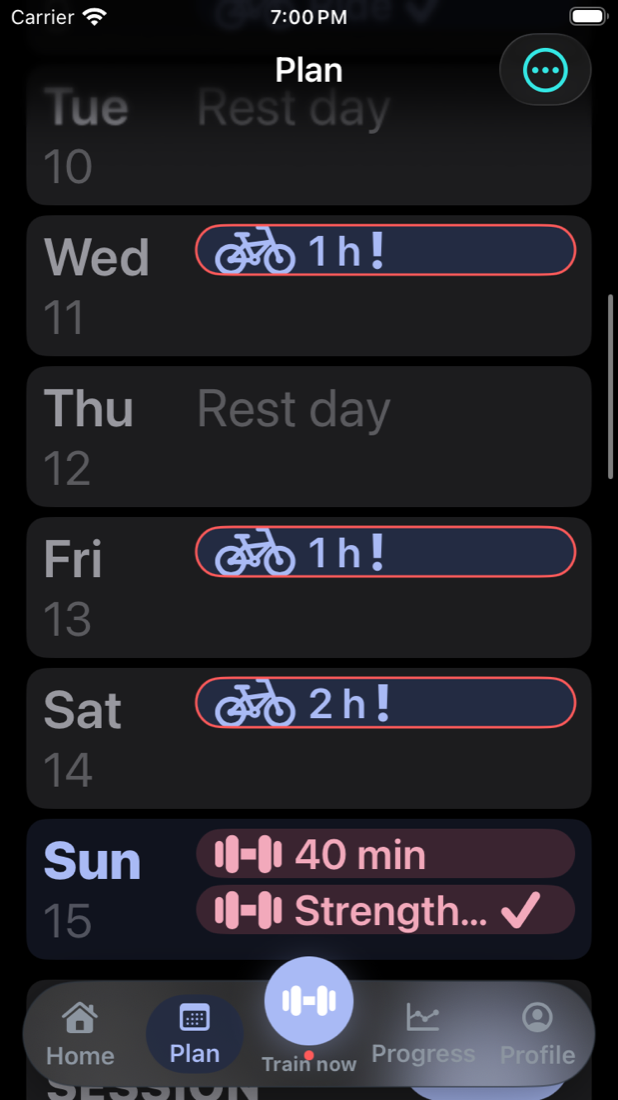 Carrier 7:00 PM
Plan
Tue Rest day
10
Wed 1 h !
11
Thu Rest day
12
Fri 1 h !
13
Sat 2 h !
14
Sun 40 min
15 Strength...
Home Plan Train now Progress Profile
SESSION